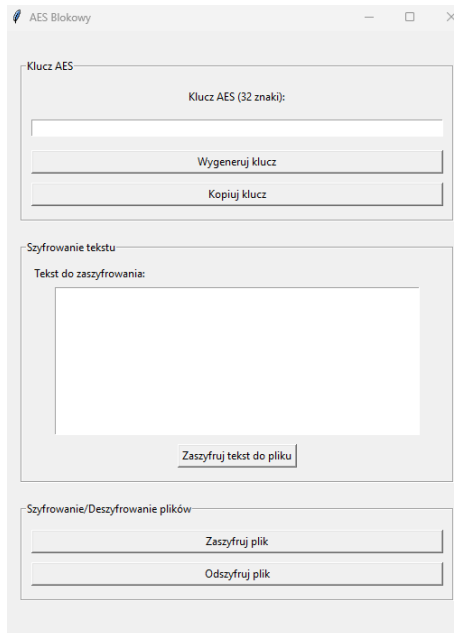 AES Blokowy
Klucz AES
Klucz AES (32 znaki):
Wygeneruj klucz
Kopiuj klucz
Szyfrowanie tekstu
Tekst do zaszyfrowania:
Zaszyfruj tekst do pliku
Szyfrowanie/Deszyfrowanie plików
Zaszyfruj plik
Odszyfruj plik